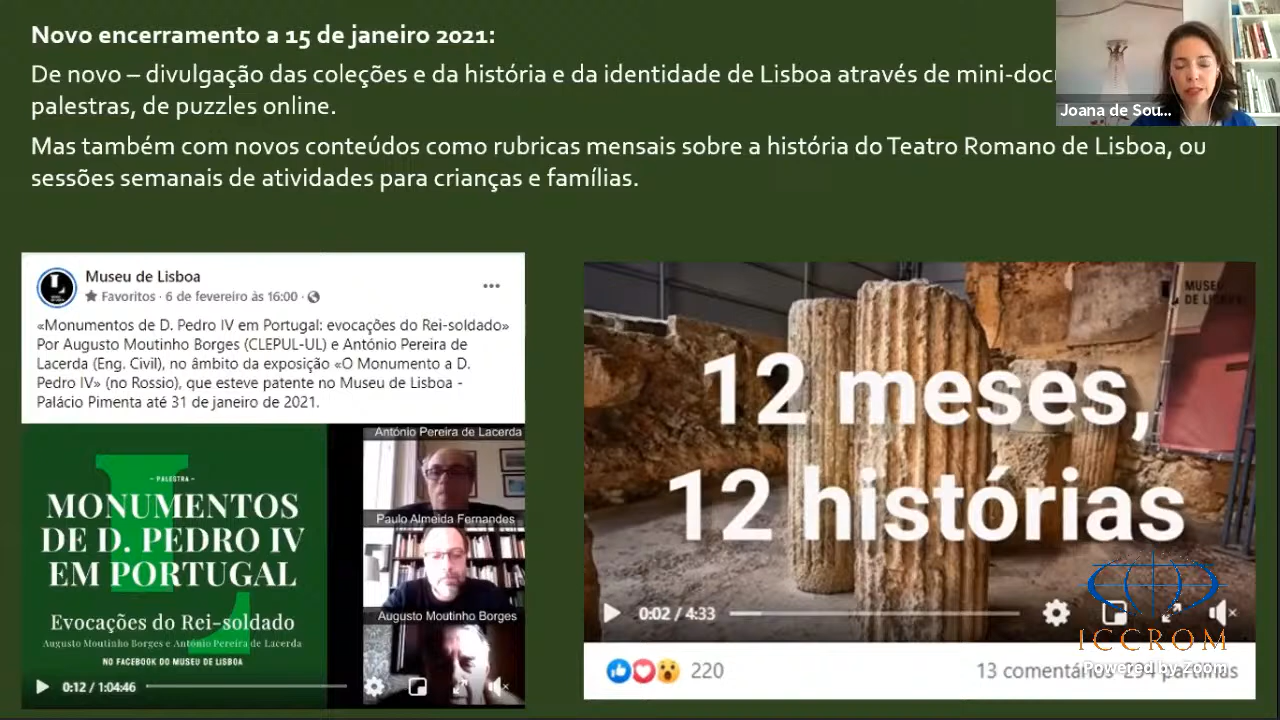 Novo encerramento a 15 de janeiro 2021:
De novo – divulgação das coleções e da história e da identidade de Lisboa através de
palestras, de puzzles online.
Mas também com novos conteúdos como rubricas mensais sobre a história do Teatro Romano de Lisboa, ou
sessões semanais de atividades para crianças e famílias.
Joana de Sou...
Museu de Lisboa
Favoritos · 6 de fevereiro às 16:00 ·
«Monumentos de D. Pedro IV em Portugal: evocações do Rei-soldado»
Por Augusto Moutinho Borges (CLEPUL-UL) e António Pereira de
Lacerda (Eng. Civil), no âmbito da exposição «O Monumento a D.
Pedro IV» (no Rossio), que esteve patente no Museu de Lisboa -
Palácio Pimenta até 31 de janeiro de 2021.
- PALESTRA -
MONUMENTOS
DE D. PEDRO IV
EM PORTUGAL
Evocações do Rei-soldado
Augusto Moutinho Borges e António Pereira de Lacerda
NO FACEBOOK DO MUSEU DE LISBOA
0:12 / 1:04:46
António Pereira de Lacerda
Paulo Almeida Fernandes
Augusto Moutinho Borges
MUSEU
DE LISBOA
12 meses,
12 histórias
0:02 / 4:33
220
13 comentários 294 partilhas
ICCROM
Powered by Zoom